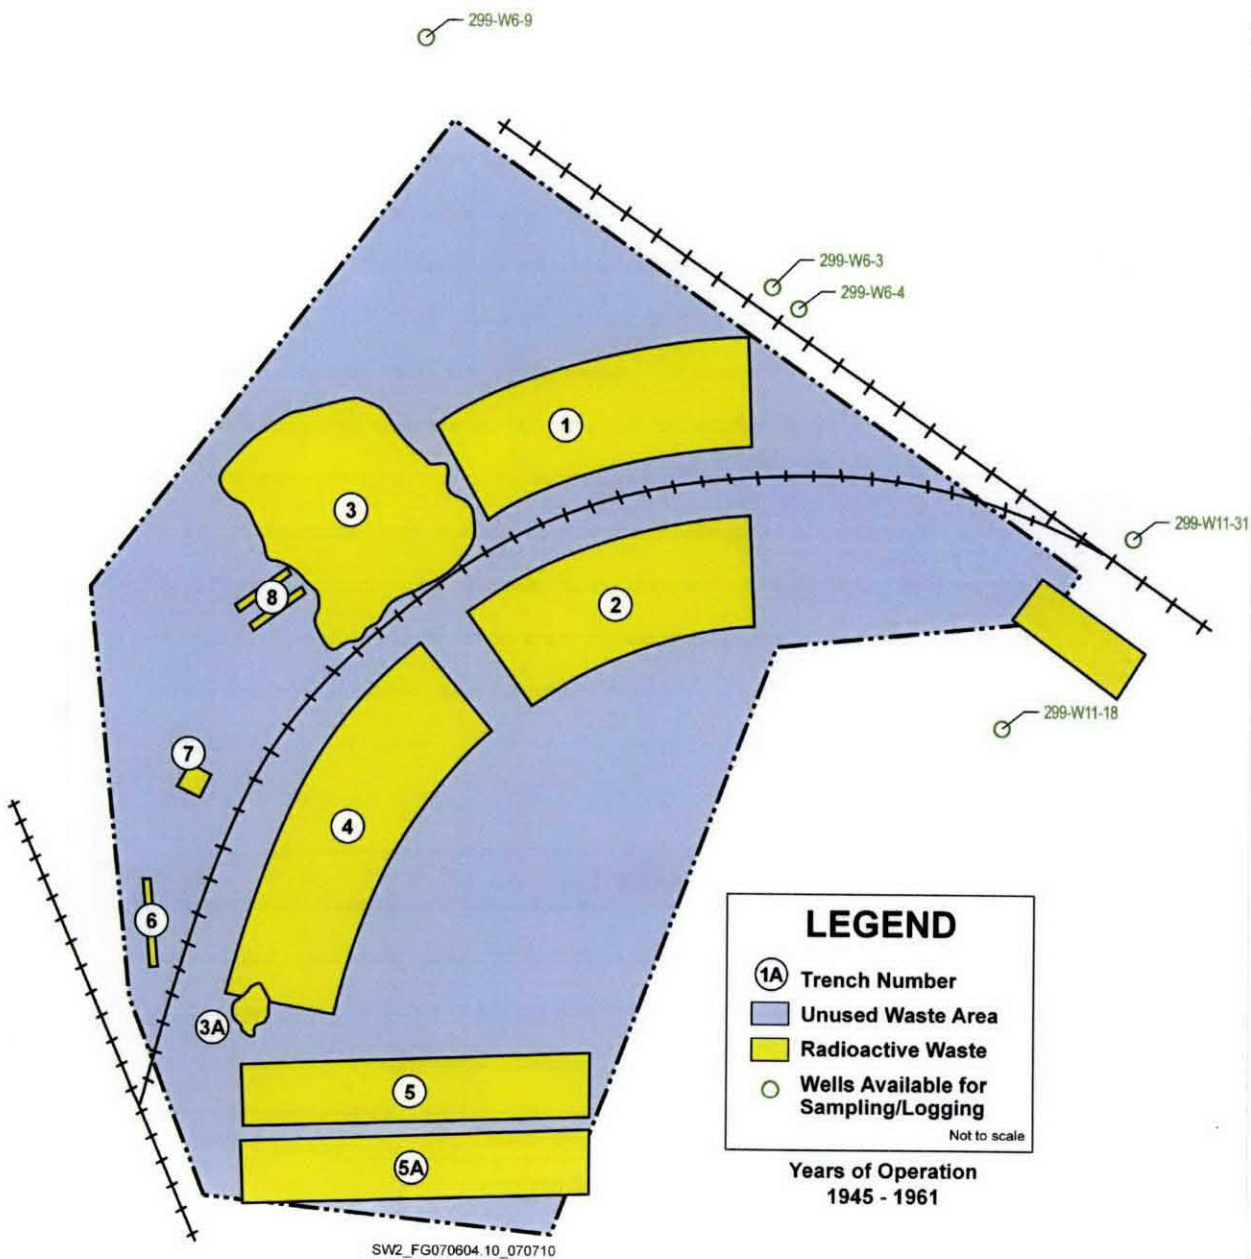 299-W6-9
299-W6-3
299-W6-4
1
299-W11-31
3
8
2
299-W11-18
7
4
6
3A
5
5A
LEGEND
1A Trench Number
Unused Waste Area
Radioactive Waste
Wells Available for
Sampling/Logging
Not to scale
Years of Operation
1945 - 1961
SW2_FG070604.10_070710